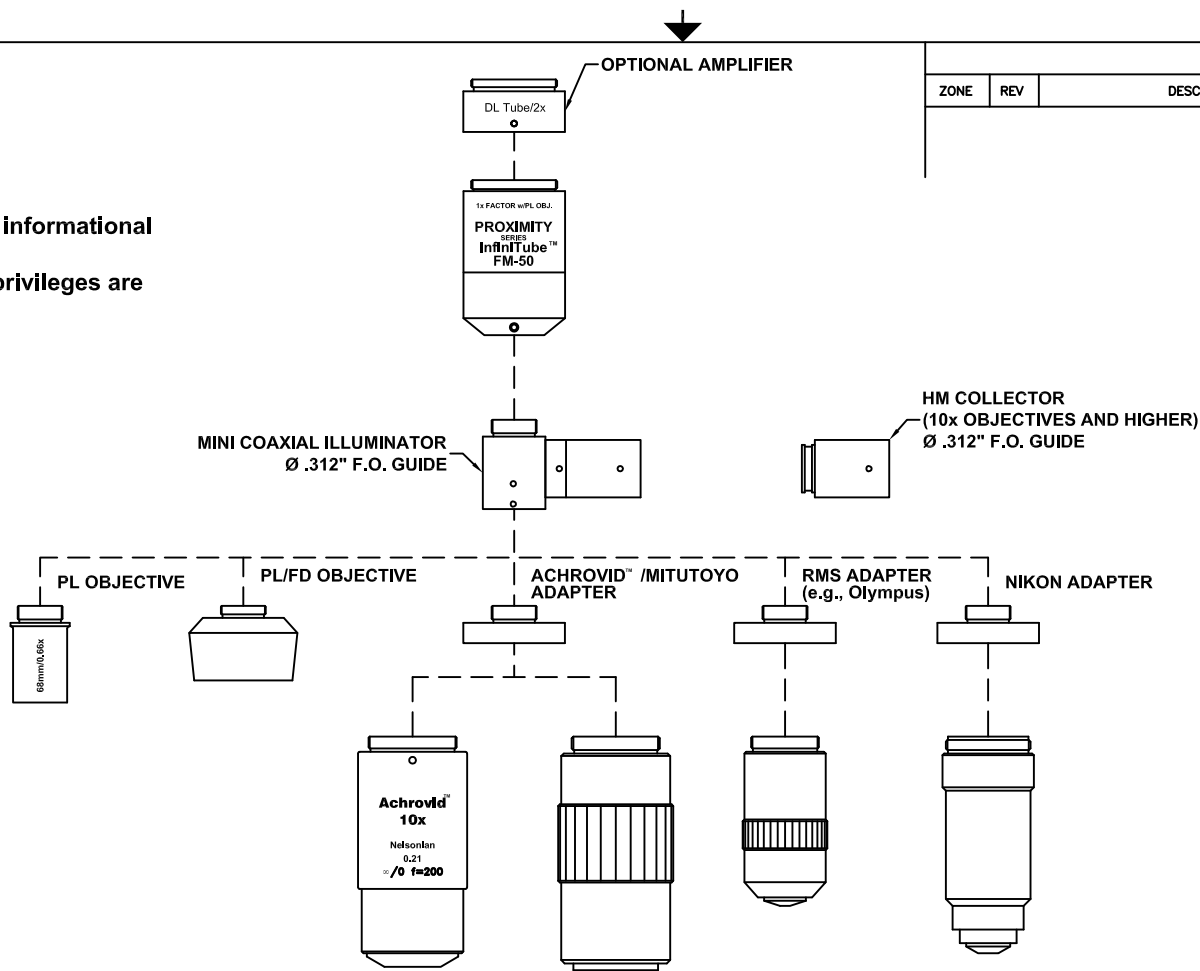 OPTIONAL AMPLIFIER
ZONE REV DESC
DL Tube/2x
informational
privileges are
1x FACTOR w/PL OBJ.
PROXIMITY
SERIES
InfiniTube™
FM-50
MINI COAXIAL ILLUMINATOR
Ø .312" F.O. GUIDE
HM COLLECTOR
(10x OBJECTIVES AND HIGHER)
Ø .312" F.O. GUIDE
PL OBJECTIVE
PL/FD OBJECTIVE
ACHROVID™ /MITUTOYO
ADAPTER
RMS ADAPTER
(e.g., Olympus)
NIKON ADAPTER
68mm/0.66x
Achrovid™
10x
Nelsonian
0.21
∞/0 f=200